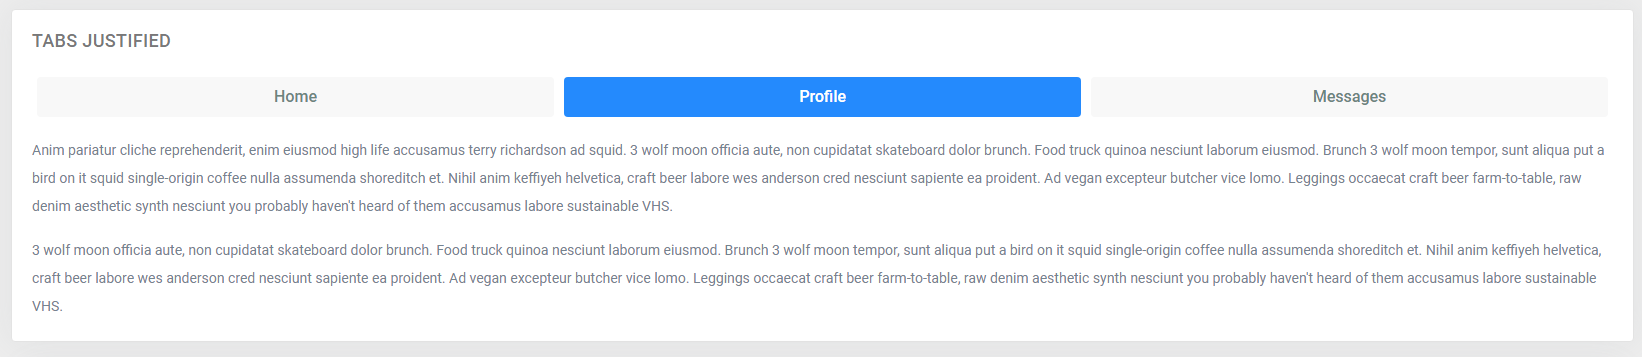 TABS JUSTIFIED
Home Profile Messages
Anim pariatur cliche reprehenderit, enim eiusmod high life accusamus terry richardson ad squid. 3 wolf moon officia aute, non cupidatat skateboard dolor brunch. Food truck quinoa nesciunt laborum eiusmod. Brunch 3 wolf moon tempor, sunt aliqua put a
bird on it squid single-origin coffee nulla assumenda shoreditch et. Nihil anim keffiyeh helvetica, craft beer labore wes anderson cred nesciunt sapiente ea proident. Ad vegan excepteur butcher vice lomo. Leggings occaecat craft beer farm-to-table, raw
denim aesthetic synth nesciunt you probably haven't heard of them accusamus labore sustainable VHS.
3 wolf moon officia aute, non cupidatat skateboard dolor brunch. Food truck quinoa nesciunt laborum eiusmod. Brunch 3 wolf moon tempor, sunt aliqua put a bird on it squid single-origin coffee nulla assumenda shoreditch et. Nihil anim keffiyeh helvetica,
craft beer labore wes anderson cred nesciunt sapiente ea proident. Ad vegan excepteur butcher vice lomo. Leggings occaecat craft beer farm-to-table, raw denim aesthetic synth nesciunt you probably haven't heard of them accusamus labore sustainable
VHS.